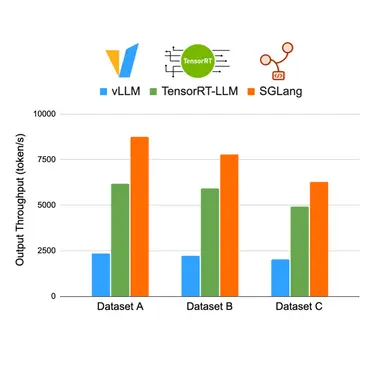 TensorRT
vLLM TensorRT-LLM SGLang
Output Throughput (token/s)
10000
7500
5000
2500
0
Dataset A Dataset B Dataset C